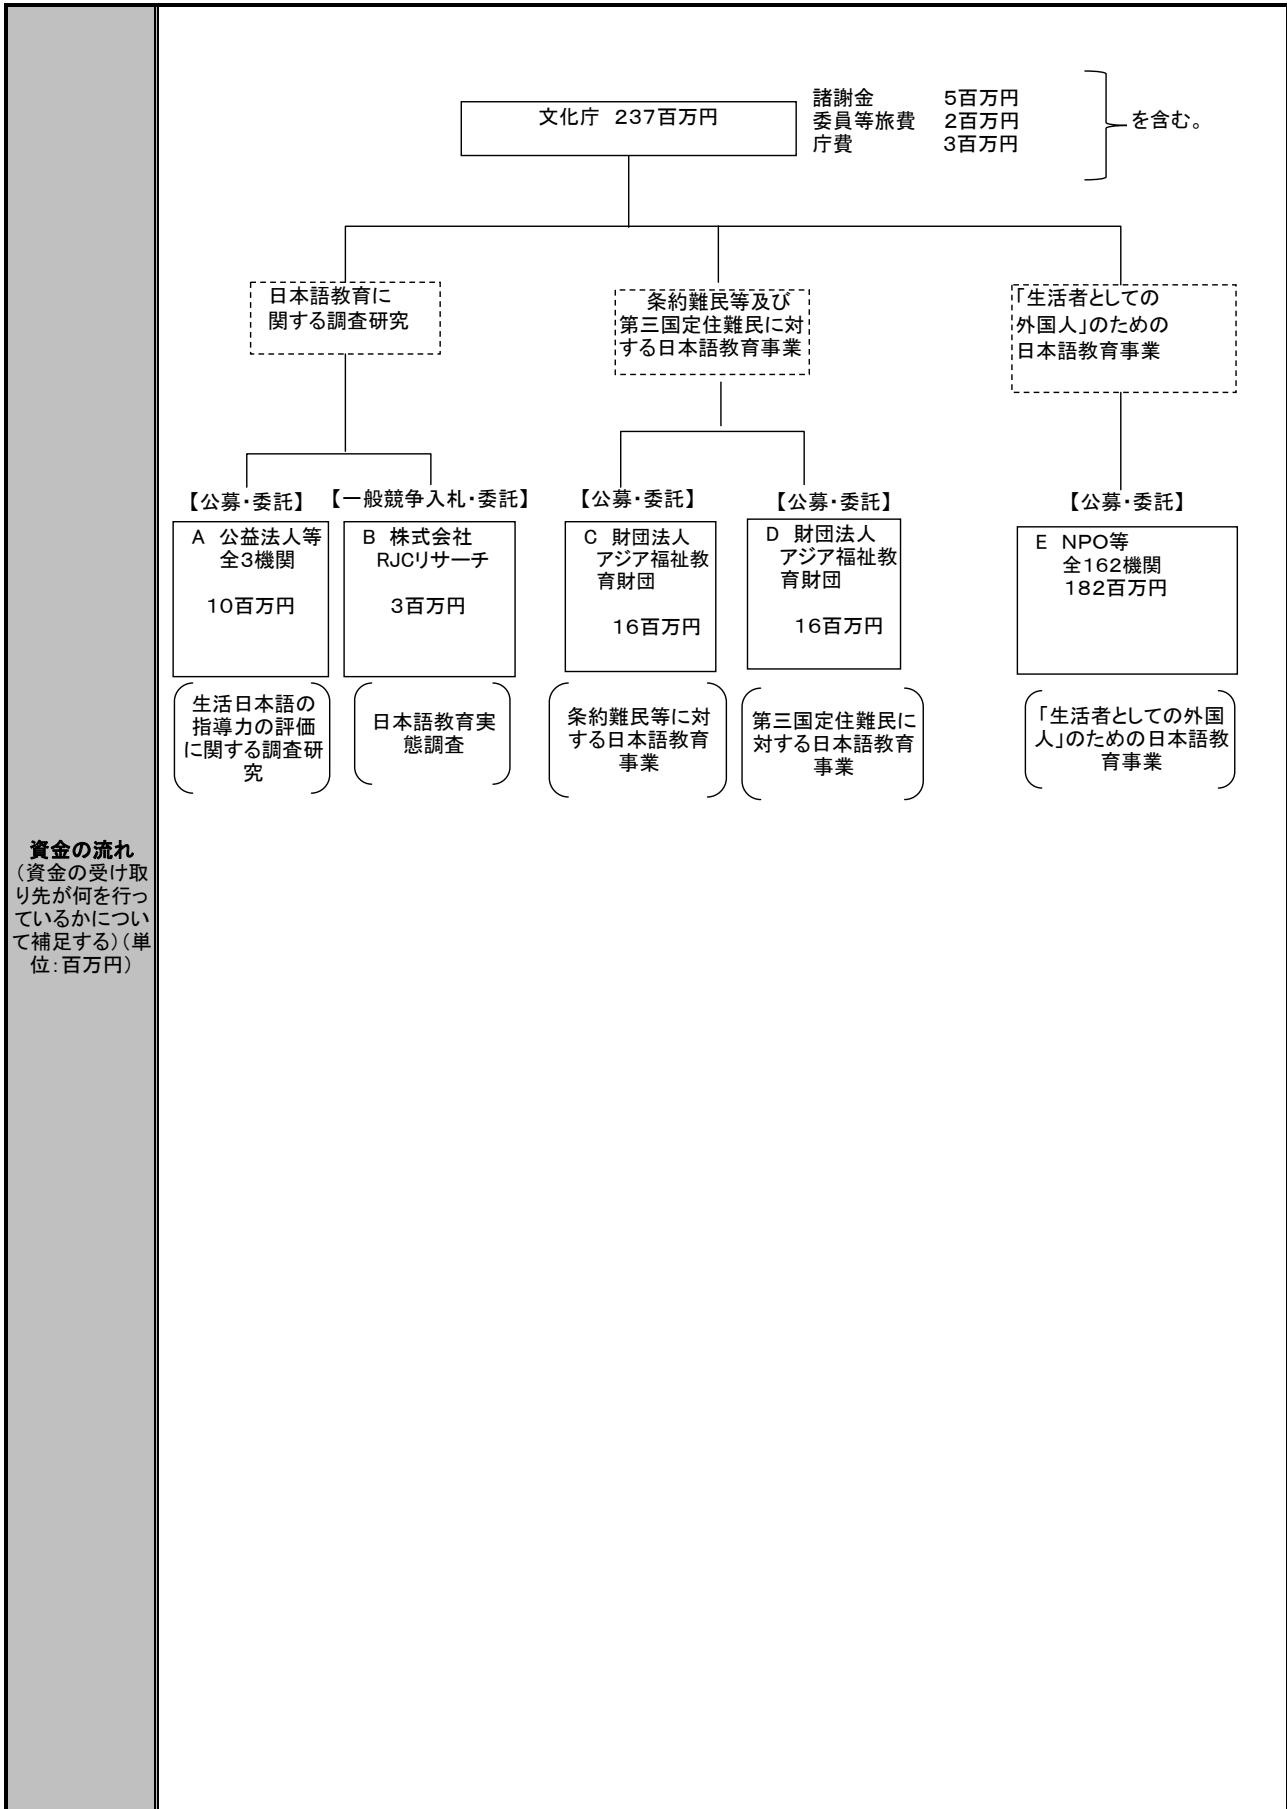 文化庁 237百万円
諸謝金 5百万円
委員等旅費 2百万円
庁費 3百万円
を含む。
日本語教育に
関する調査研究
条約難民等及び
第三国定住難民に対
する日本語教育事業
「生活者としての
外国人」のための
日本語教育事業
【公募・委託】
A 公益法人等
全3機関
10百万円
生活日本語の
指導力の評価
に関する調査研
究
【一般競争入札・委託】
B 株式会社
RJCリサーチ
3百万円
日本語教育実
態調査
【公募・委託】
C 財団法人
アジア福祉教
育財団
16百万円
条約難民等に対
する日本語教育
事業
【公募・委託】
D 財団法人
アジア福祉教
育財団
16百万円
第三国定住難民に
対する日本語教育
事業
【公募・委託】
E NPO等
全162機関
182百万円
「生活者としての外国
人」のための日本語教
育事業
資金の流れ
(資金の受け取
り先が何を行っ
ているかについ
て補足する)(単
位:百万円)